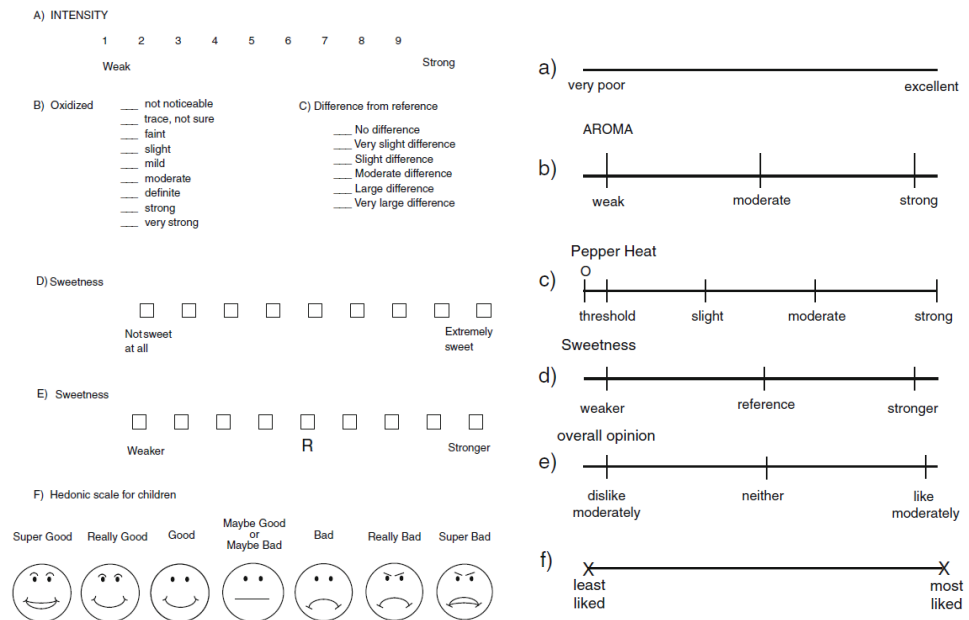 A) INTENSITY
1 2 3 4 5 6 7 8 9
Weak Strong
B) Oxidized
___ not noticeable
___ trace, not sure
___ faint
___ slight
___ mild
___ moderate
___ definite
___ strong
___ very strong
C) Difference from reference
___ No difference
___ Very slight difference
___ Slight difference
___ Moderate difference
___ Large difference
___ Very large difference
D) Sweetness
Not sweet
at all
Extremely
sweet
E) Sweetness
Weaker R Stronger
F) Hedonic scale for children
Super Good
Really Good
Good
Maybe Good
or
Maybe Bad
Bad
Really Bad
Super Bad
a)
very poor excellent
AROMA
b)
weak moderate strong
Pepper Heat
O
c)
threshold slight moderate strong
Sweetness
d)
weaker reference stronger
overall opinion
e)
dislike
moderately
neither
like
moderately
f)
X X
least
liked
most
liked